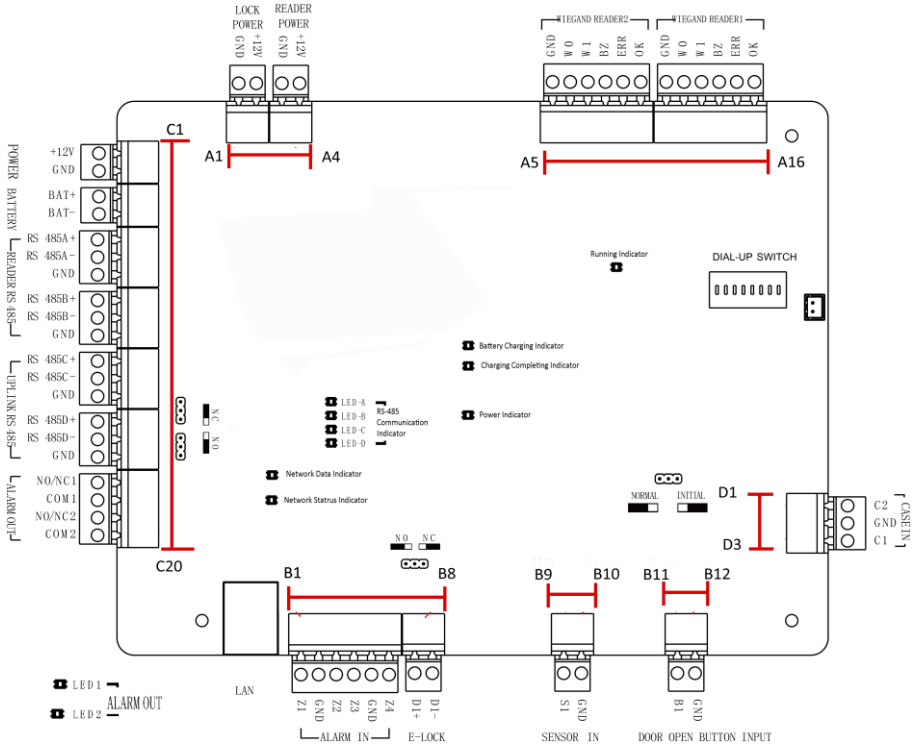 LOCK POWER
READER POWER
GND
+12V
GND
+12V
WIEGAND READER2
WIEGAND READER1
GND
W0
W1
BZ
ERR
OK
GND
W0
W1
BZ
ERR
OK
C1
A1
A4
A5
A16
POWER
+12V
GND
BATTERY
BAT+
BAT-
READER RS 485
RS 485A+
RS 485A-
GND
RS 485B+
RS 485B-
GND
UPLINK RS 485
RS 485C+
RS 485C-
GND
RS 485D+
RS 485D-
GND
ALARM OUT
NO/NC1
COM1
NO/NC2
COM2
C20
NC
NO
Running Indicator
DIAL-UP SWITCH
Battery Charging Indicator
Charging Completing Indicator
Power Indicator
LED-A
LED-B
LED-C
LED-D
RS-485
Communication
Indicator
Network Data Indicator
Network Statrus Indicator
NORMAL
INITIAL
D1
D3
C2
GND
C1
CASE IN
NO
NC
B1
B8
B9
B10
B11
B12
LED1
LED2
ALARM OUT
LAN
Z1
GND
Z2
Z3
GND
Z4
D1+
D1-
S1
GND
B1
GND
ALARM IN
E-LOCK
SENSOR IN
DOOR OPEN BUTTON INPUT